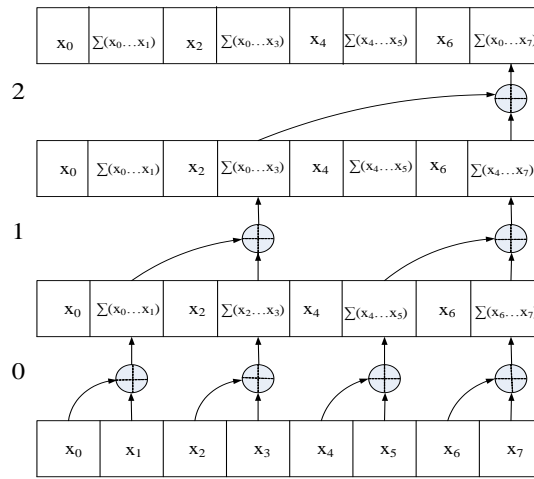 x₀ ∑(x₀...x₁) x₂ ∑(x₀...x₃) x₄ ∑(x₄...x₅) x₆ ∑(x₀...x₇)
2
x₀ ∑(x₀...x₁) x₂ ∑(x₀...x₃) x₄ ∑(x₄...x₅) x₆ ∑(x₄...x₇)
1
x₀ ∑(x₀...x₁) x₂ ∑(x₂...x₃) x₄ ∑(x₄...x₅) x₆ ∑(x₆...x₇)
0
x₀ x₁ x₂ x₃ x₄ x₅ x₆ x₇